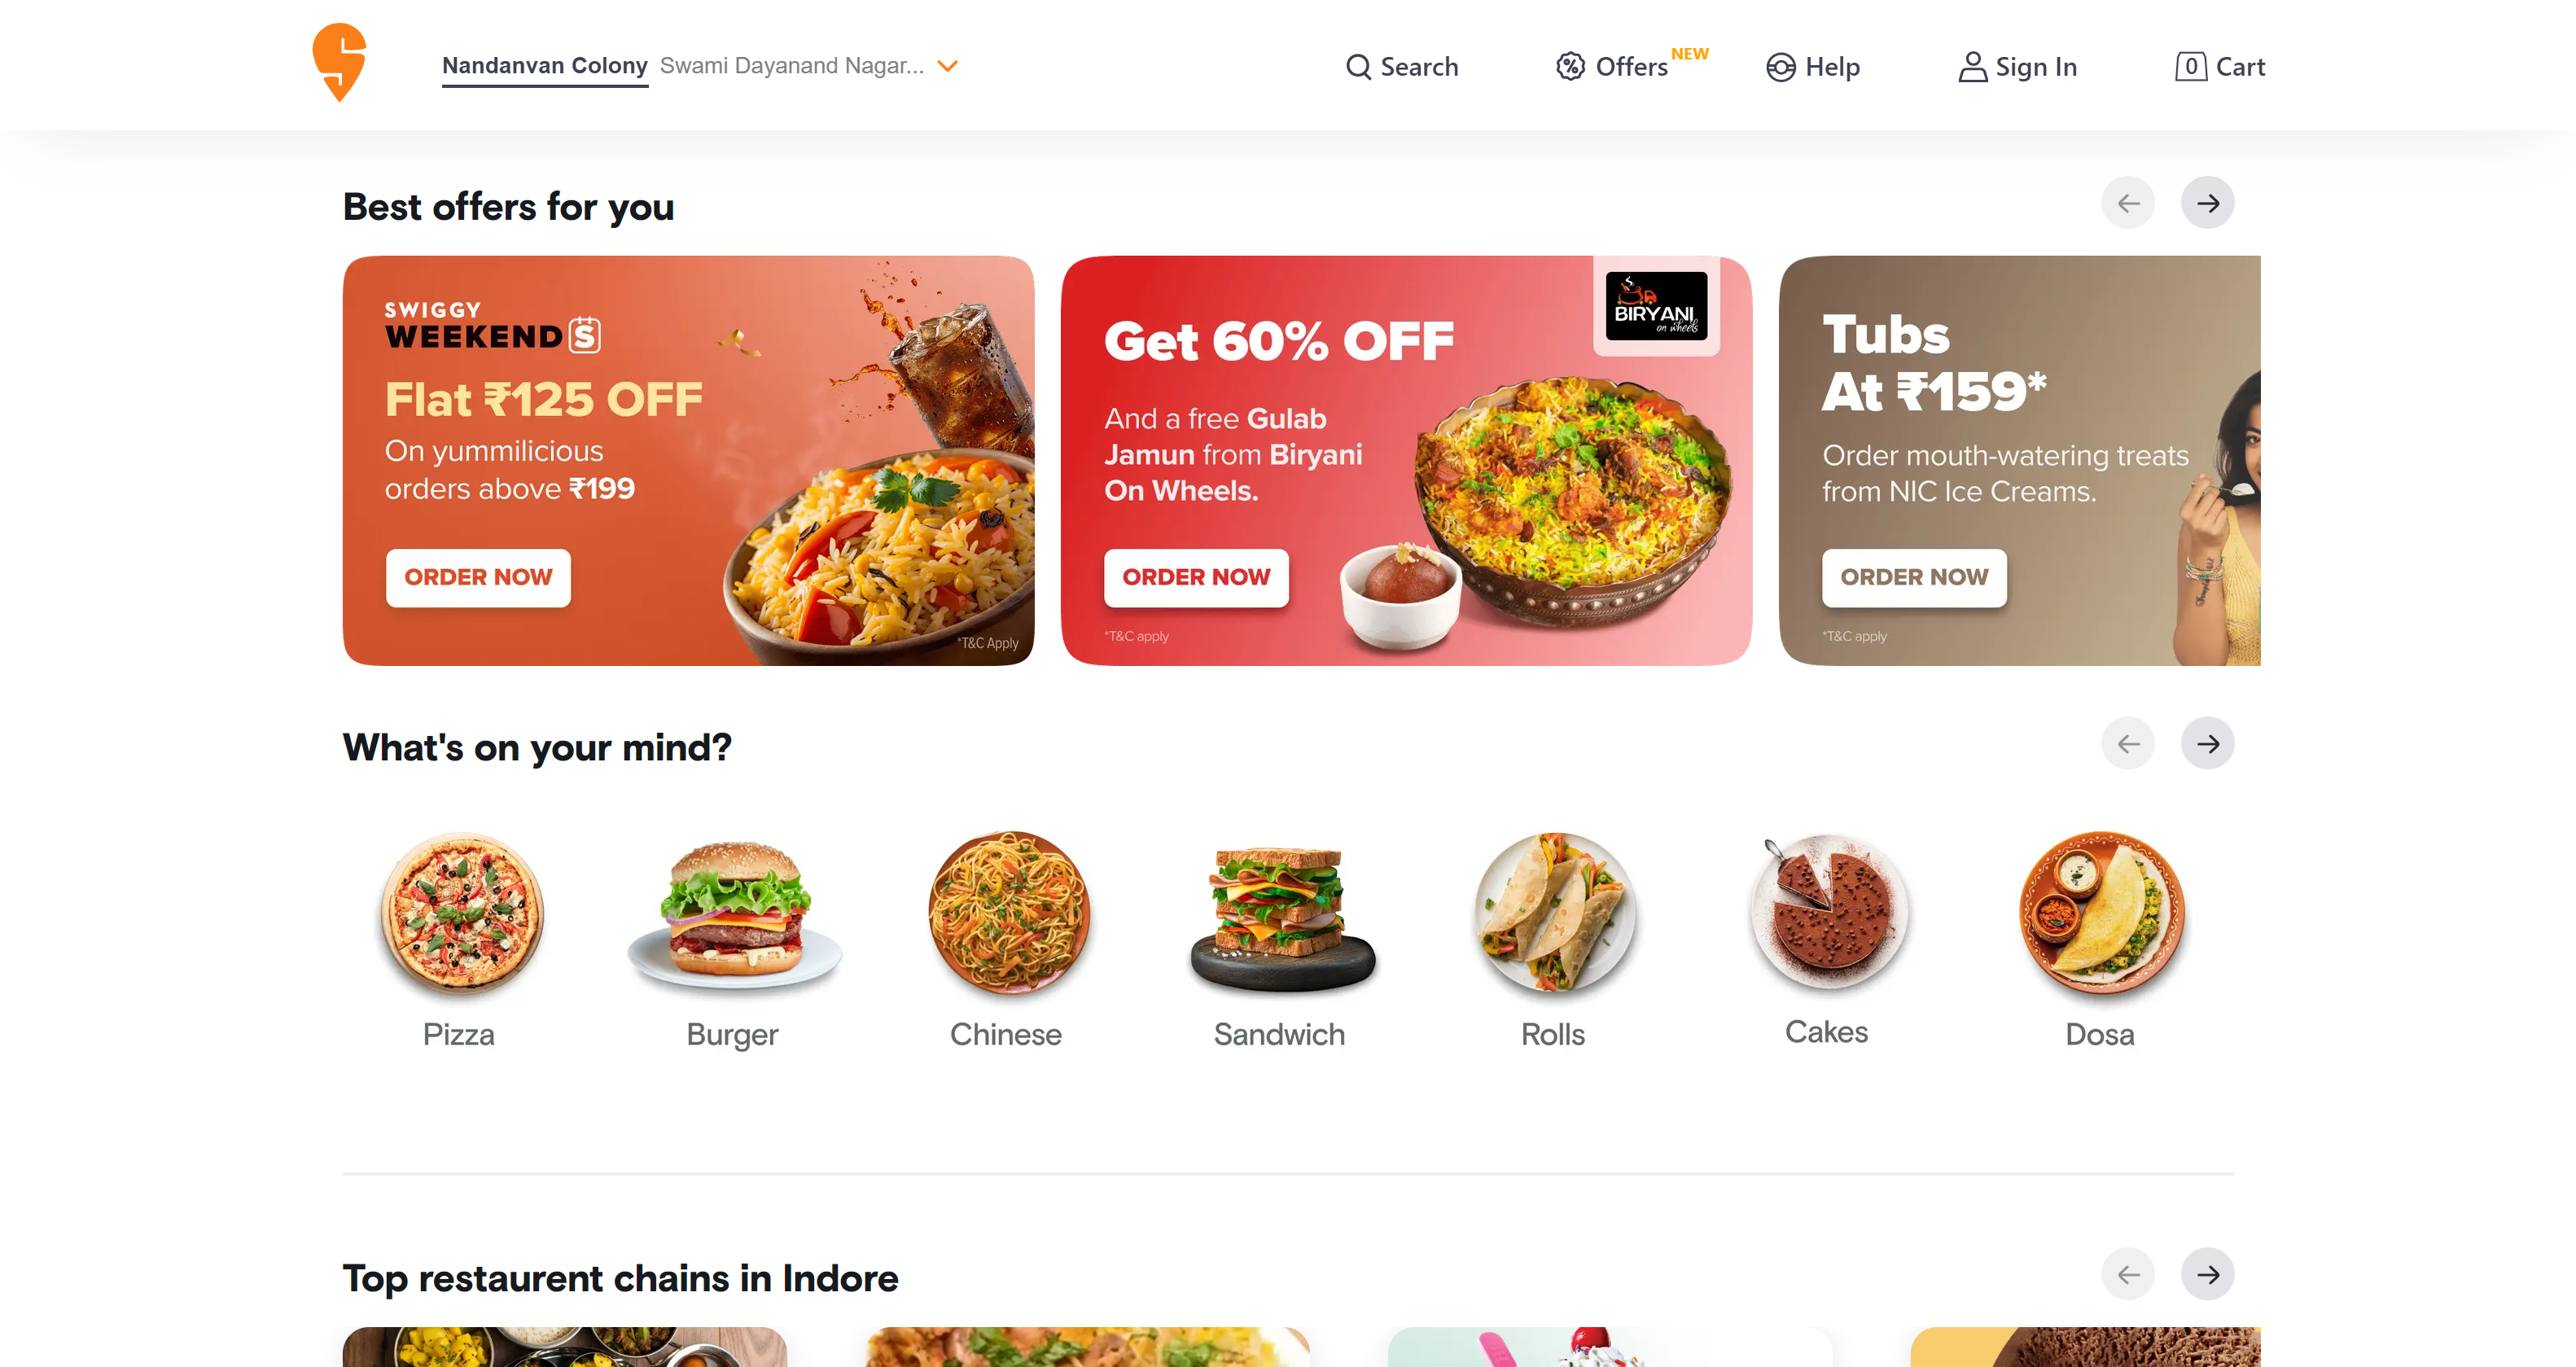 Nandanvan Colony Swami Dayanand Nagar...
Search
Offers NEW
Help
Sign In
0 Cart
Best offers for you
SWIGGY
WEEKEND S
Flat ₹125 OFF
On yummilicious
orders above ₹199
ORDER NOW
*T&C Apply
BIRYANI
on wheels
Get 60% OFF
And a free Gulab
Jamun from Biryani
On Wheels.
ORDER NOW
*T&C apply
Tubs
At ₹159*
Order mouth-watering treats
from NIC Ice Creams.
ORDER NOW
*T&C apply
What's on your mind?
Pizza
Burger
Chinese
Sandwich
Rolls
Cakes
Dosa
Top restaurent chains in Indore